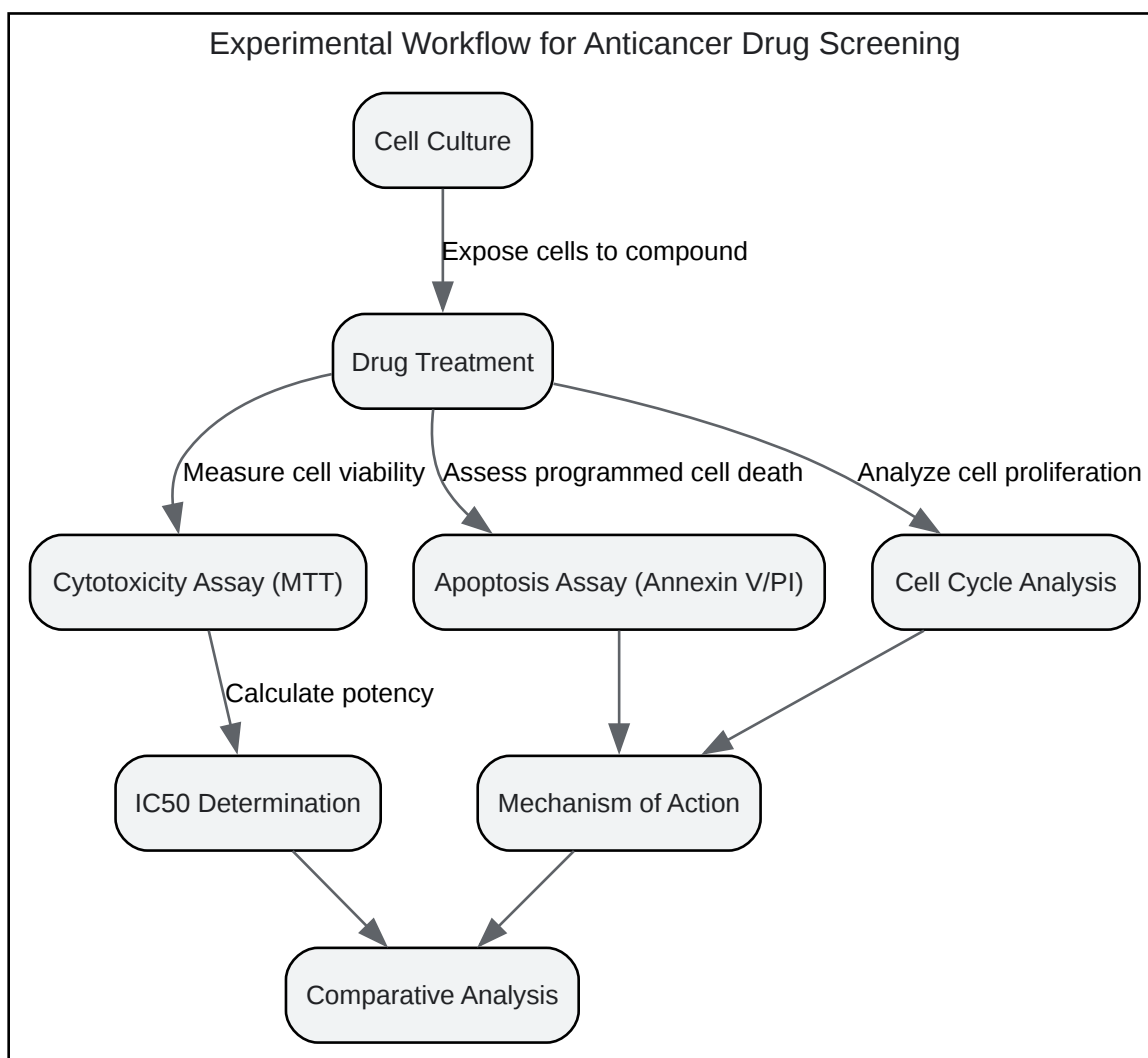 Experimental Workflow for Anticancer Drug Screening
Cell Culture
Expose cells to compound
Drug Treatment
Measure cell viability
Assess programmed cell death
Analyze cell proliferation
Cytotoxicity Assay (MTT)
Apoptosis Assay (Annexin V/PI)
Cell Cycle Analysis
Calculate potency
IC50 Determination
Mechanism of Action
Comparative Analysis